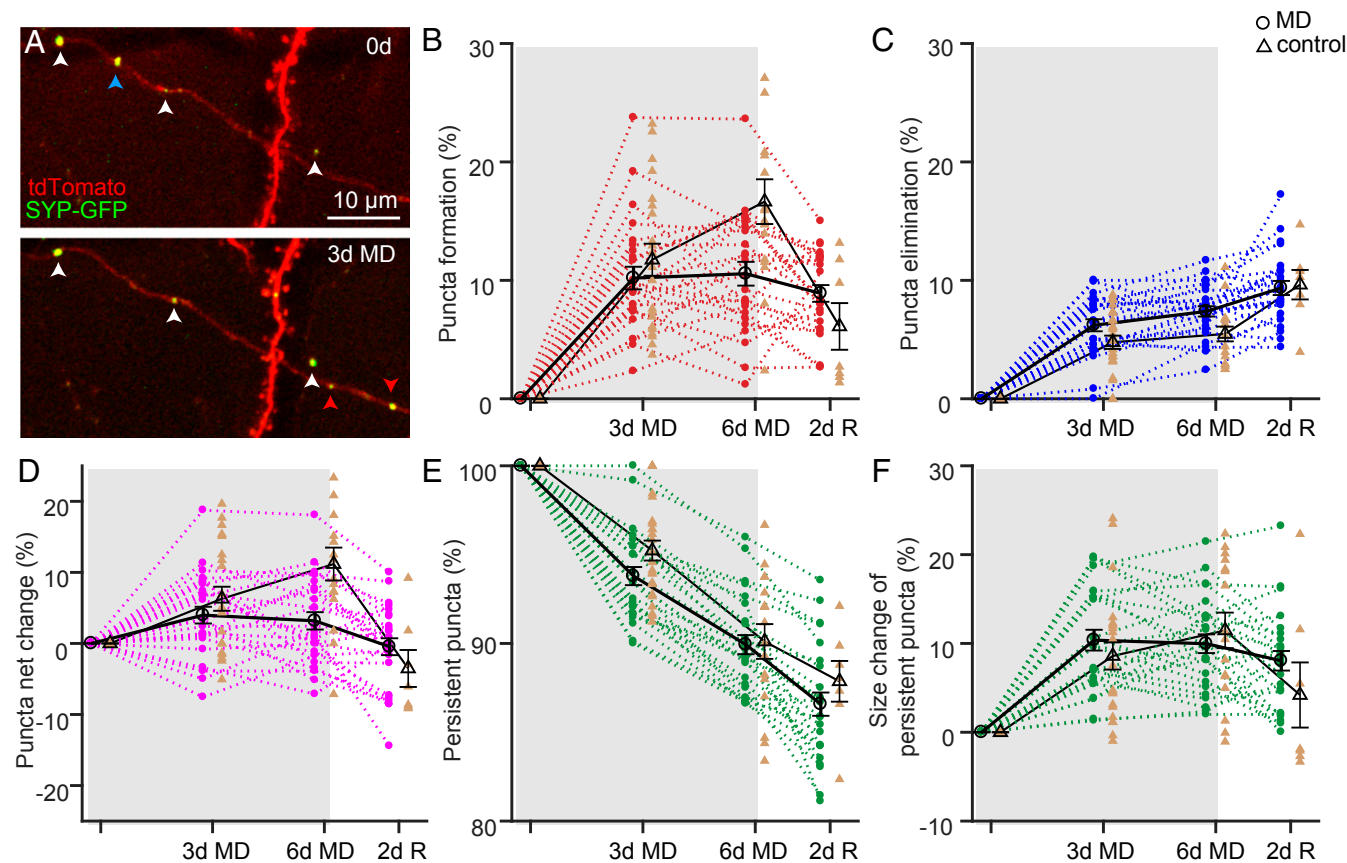 A
0d
tdTomato
SYP-GFP
10 µm
3d MD
B
Puncta formation (%)
30
20
10
0
3d MD
6d MD
2d R
C
MD
control
Puncta elimination (%)
30
20
10
0
3d MD
6d MD
2d R
D
Puncta net change (%)
20
10
0
-10
-20
3d MD
6d MD
2d R
E
Persistent puncta (%)
100
90
80
3d MD
6d MD
2d R
F
Size change of
persistent puncta (%)
30
20
10
0
-10
3d MD
6d MD
2d R